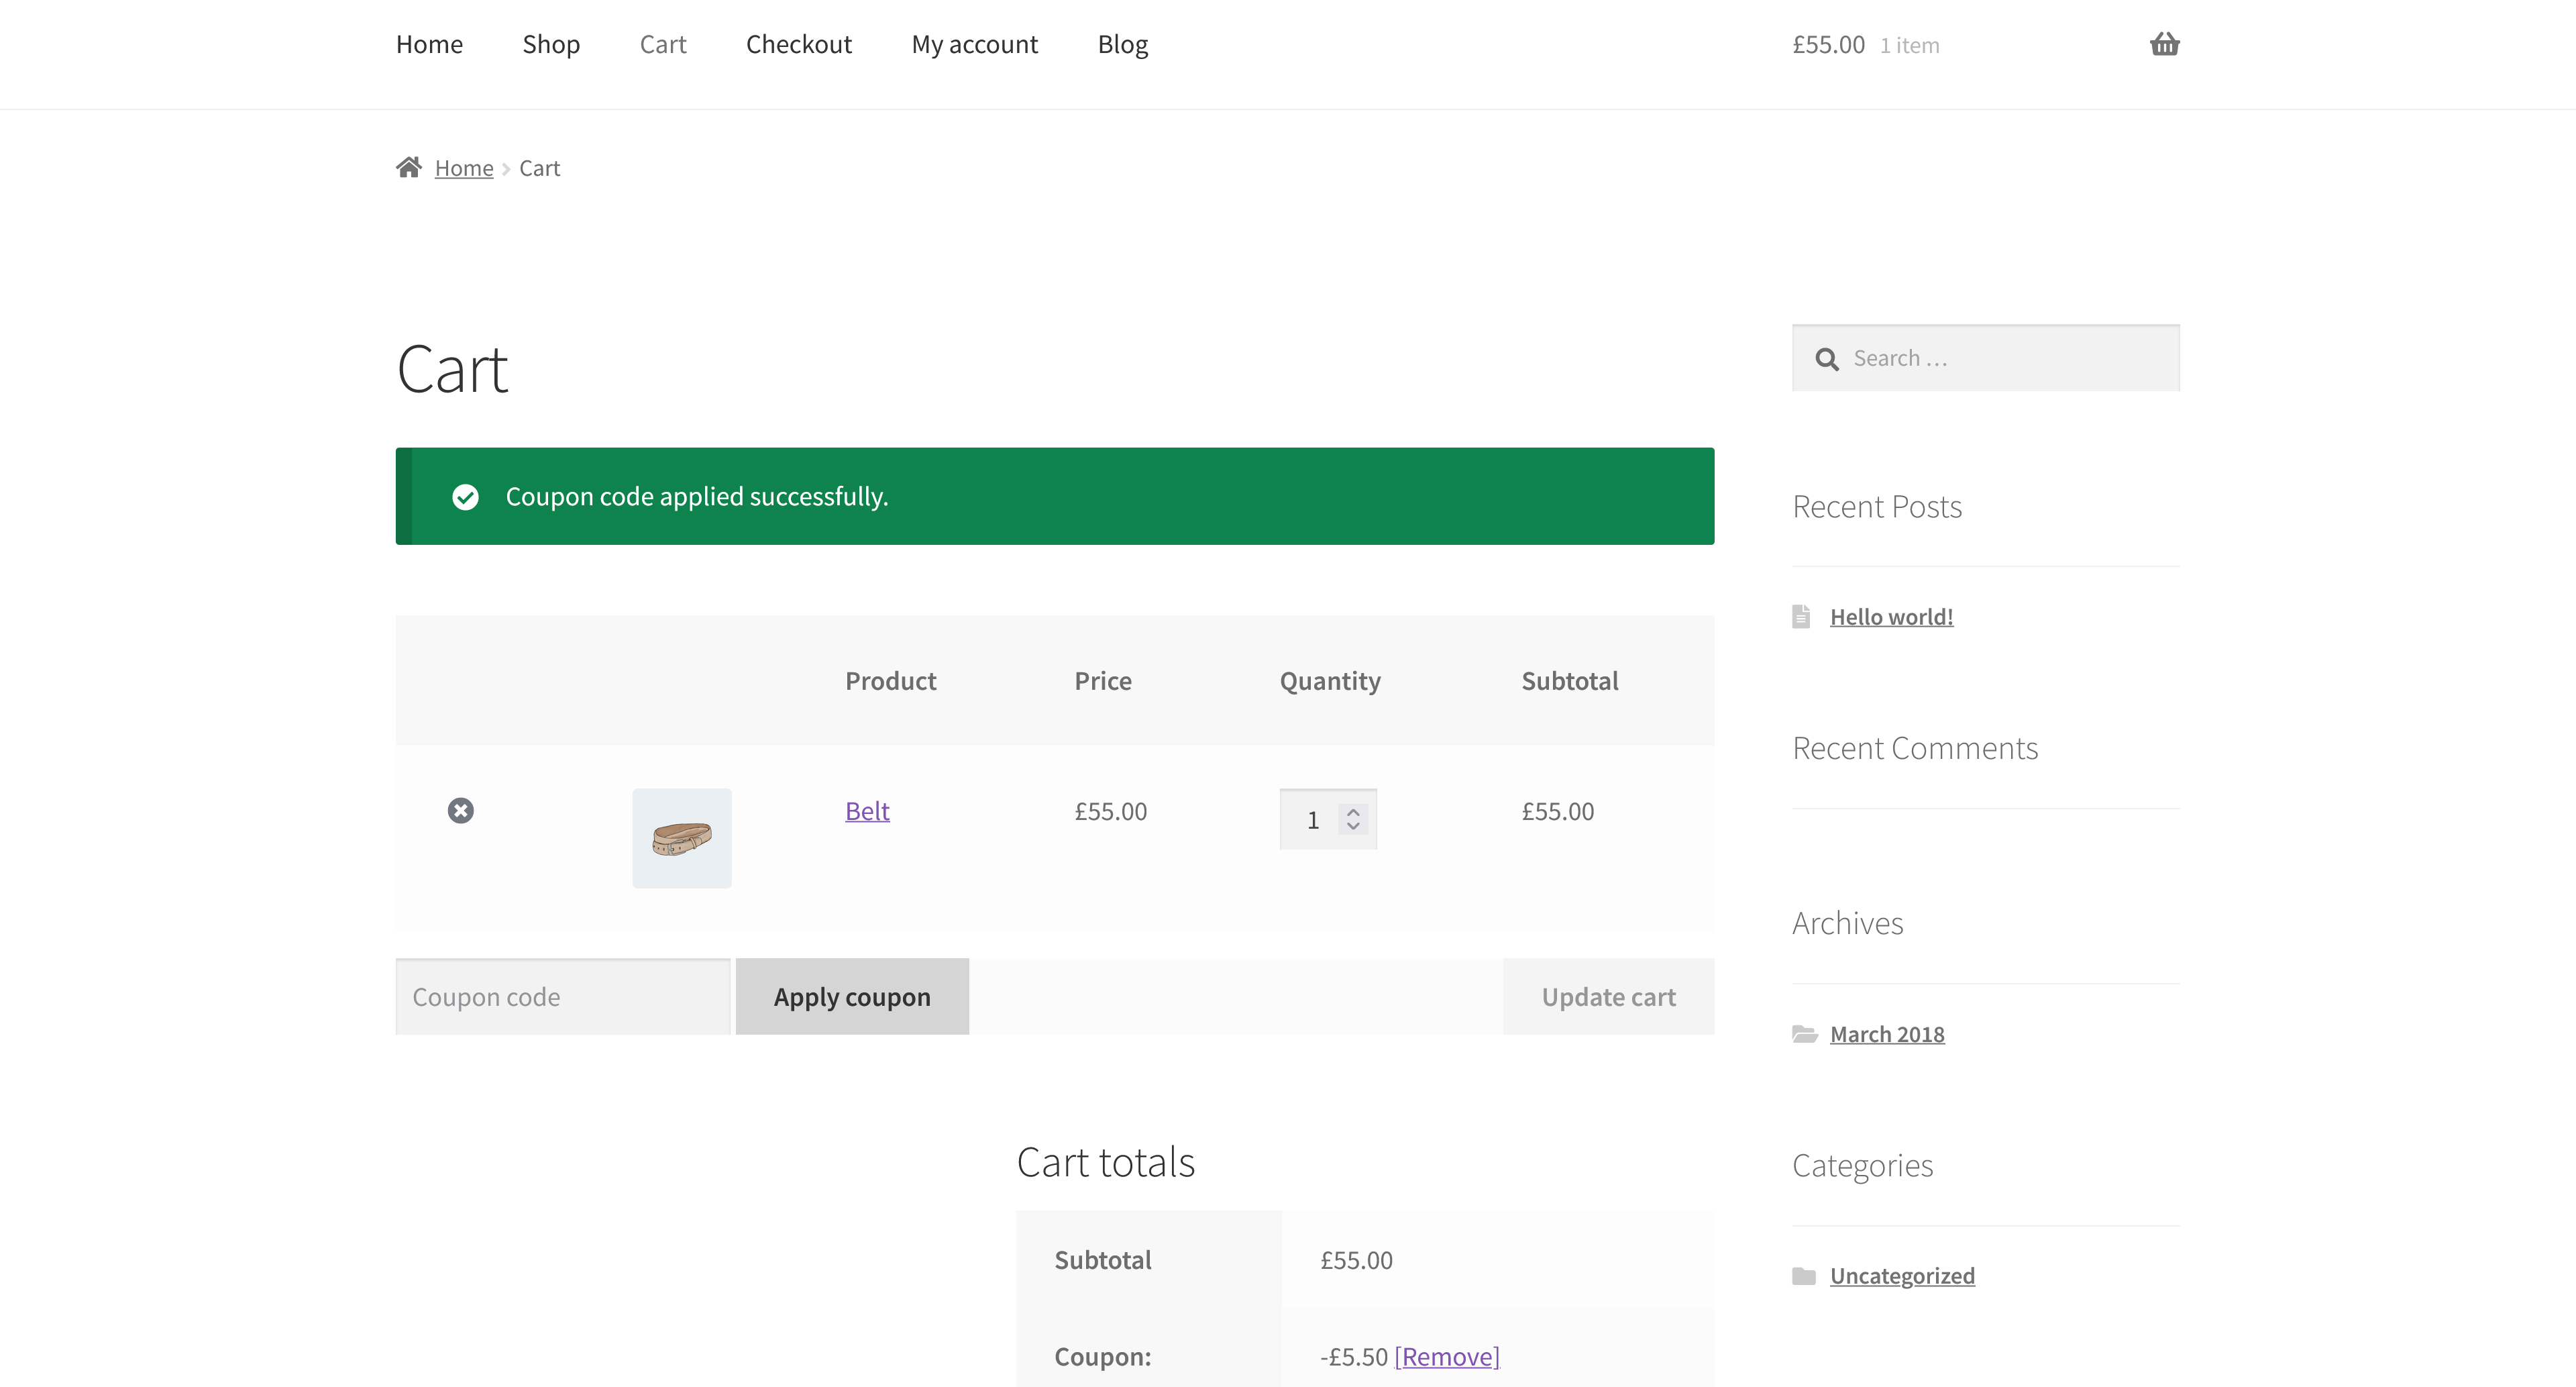 Home Shop Cart Checkout My account Blog £55.00 1 item
Home Cart
Cart
Search …
Coupon code applied successfully.
Recent Posts
Hello world!
Product Price Quantity Subtotal
Belt £55.00 1 £55.00
Recent Comments
Archives
Coupon code Apply coupon Update cart
March 2018
Cart totals
Categories
Subtotal £55.00
Uncategorized
Coupon: -£5.50 [Remove]